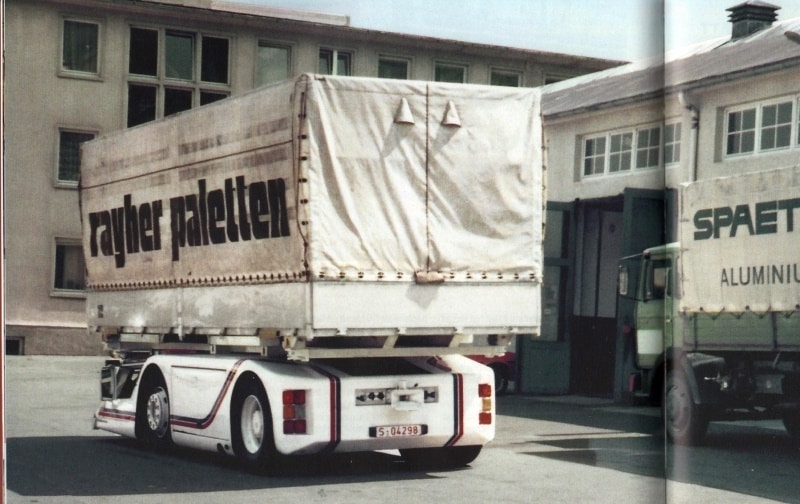 rayher paletten
SPAET
ALUMINIU
S·04298